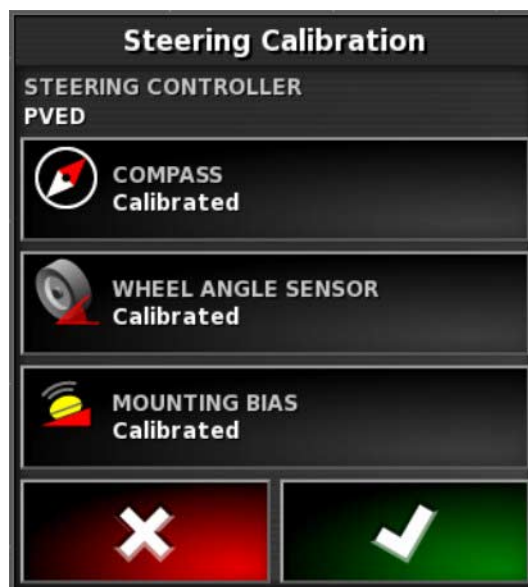 Steering Calibration
STEERING CONTROLLER
PVED
COMPASS
Calibrated
WHEEL ANGLE SENSOR
Calibrated
MOUNTING BIAS
Calibrated